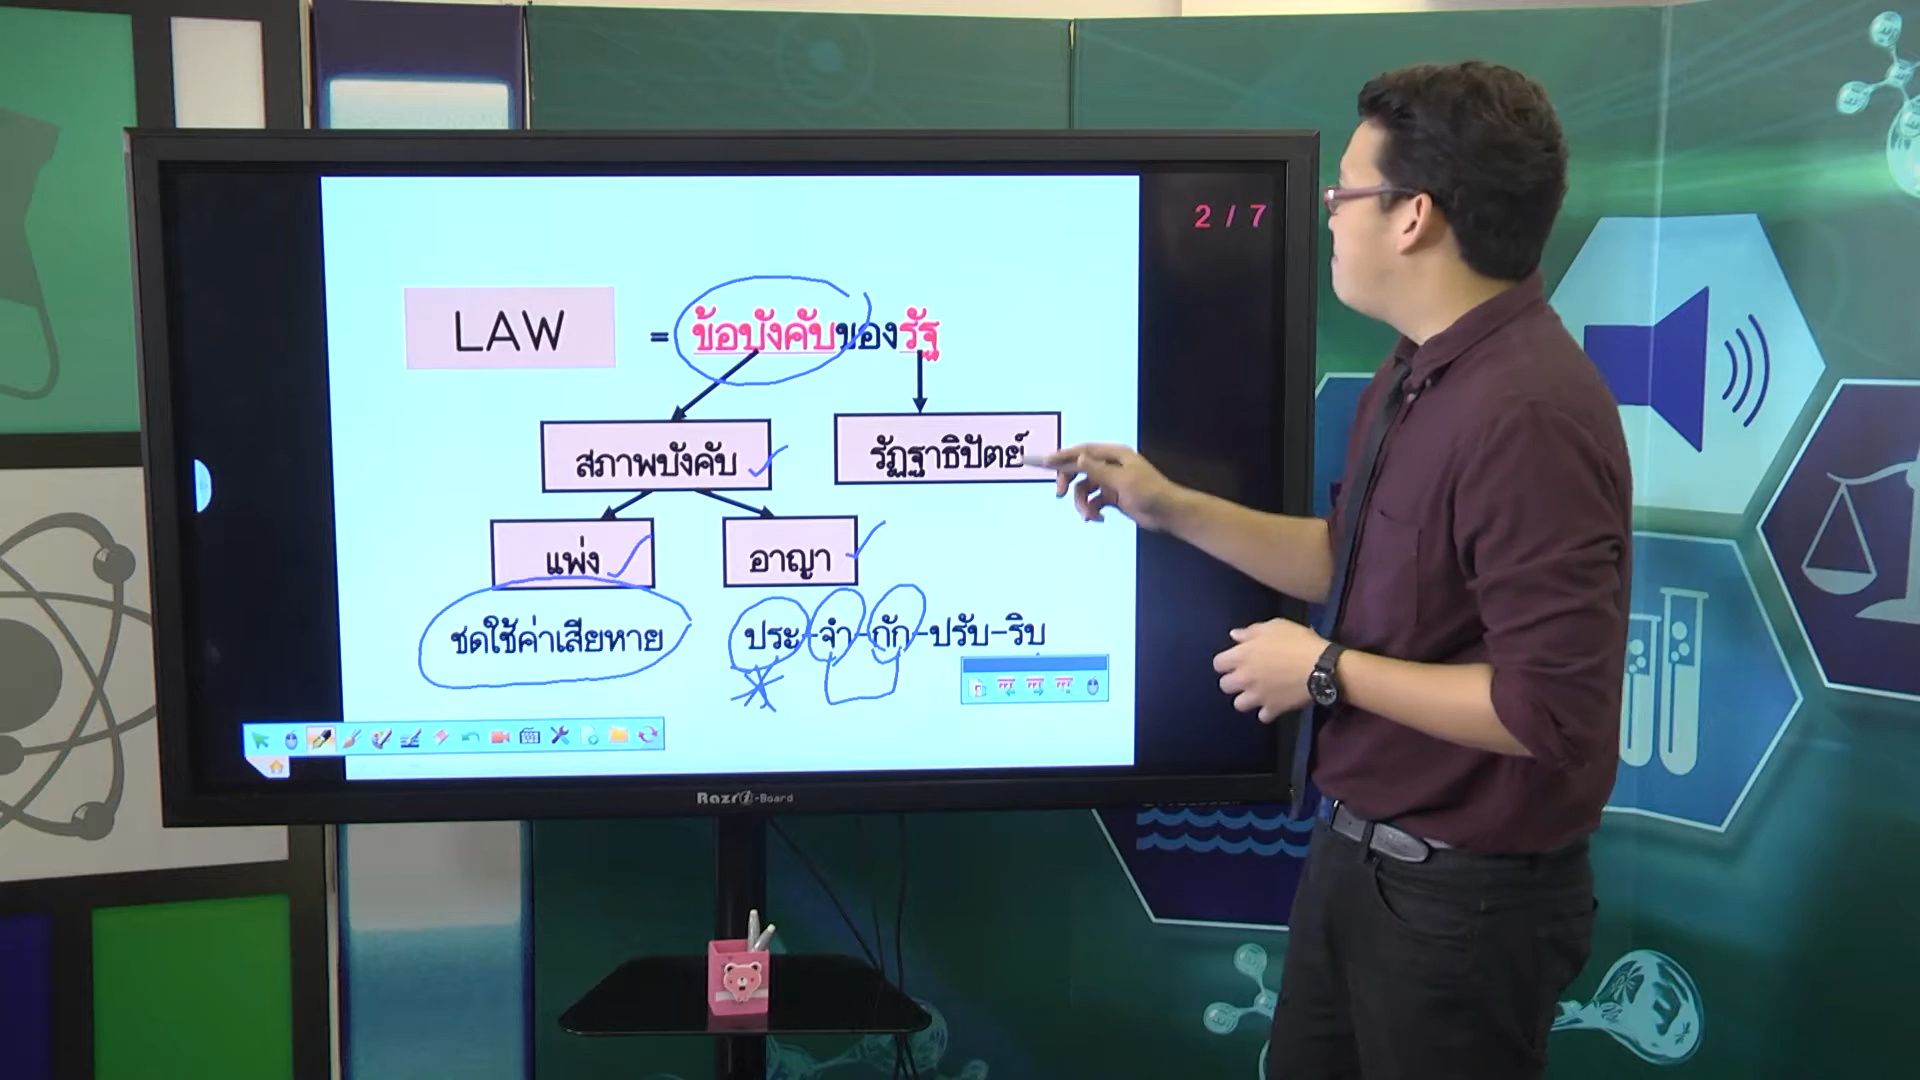 2 / 7
LAW = ข้อบังคับของรัฐ
สภาพบังคับ รัฏฐาธิปัตย์
แพ่ง อาญา
ชดใช้ค่าเสียหาย ประ-จำ-กัก-ปรับ-ริบ
Razr i-Board